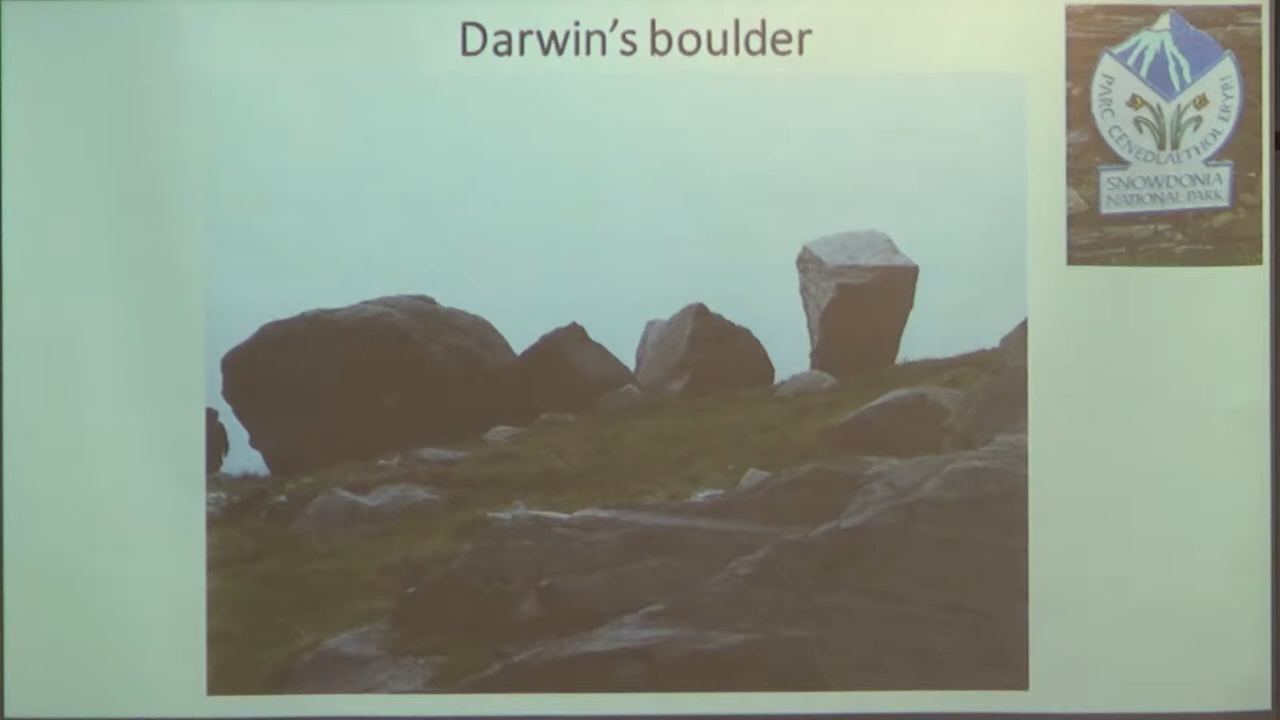 Darwin's boulder
PARC CENEDLAETHOL ERYRI
SNOWDONIA
NATIONAL PARK